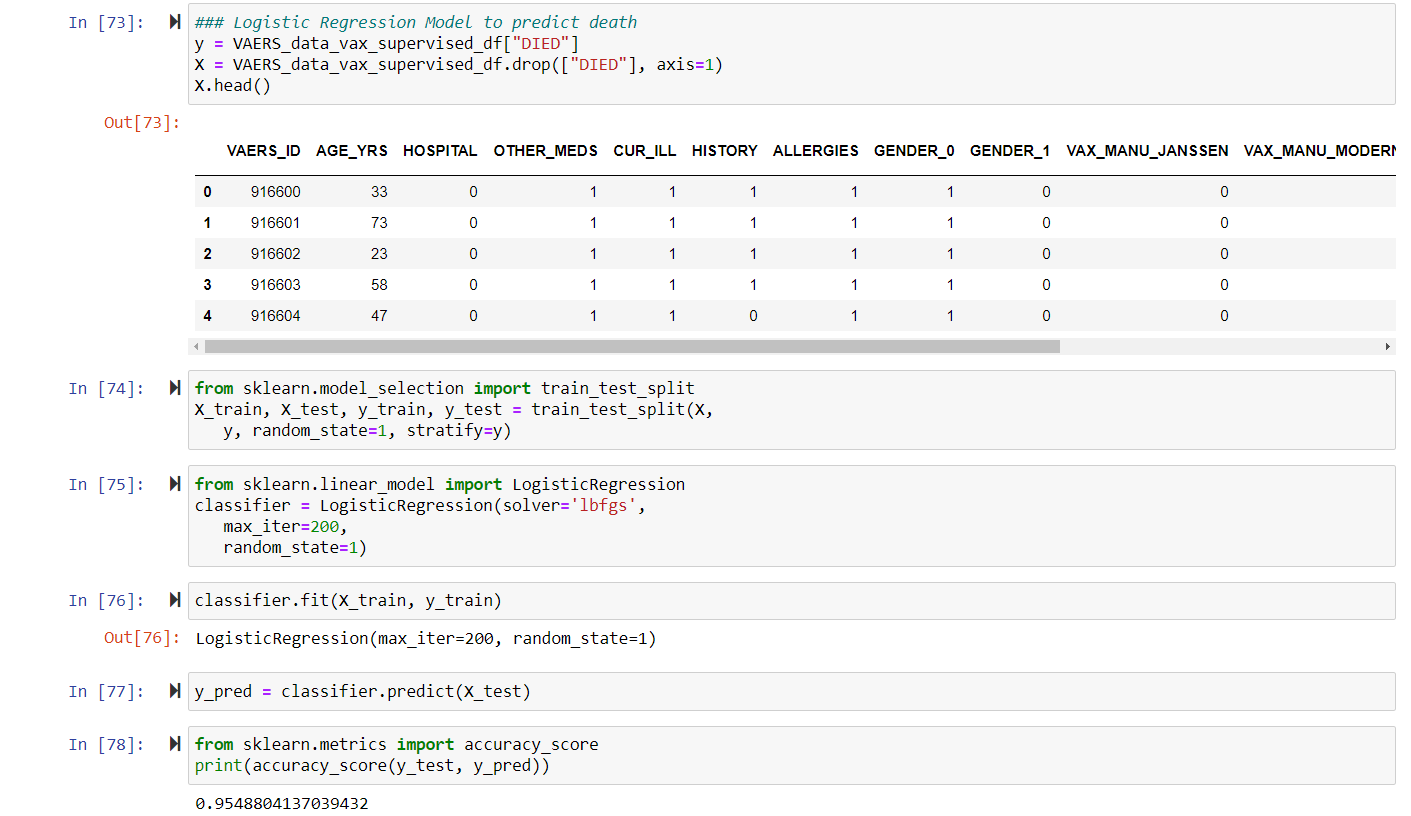 In [73]:
### Logistic Regression Model to predict death
y = VAERS_data_vax_supervised_df["DIED"]
X = VAERS_data_vax_supervised_df.drop(["DIED"], axis=1)
X.head()
Out[73]:
VAERS_ID AGE_YRS HOSPITAL OTHER_MEDS CUR_ILL HISTORY ALLERGIES GENDER_0 GENDER_1 VAX_MANU_JANSSEN VAX_MANU_MODERN
0 916600 33 0 1 1 1 1 1 0 0
1 916601 73 0 1 1 1 1 1 0 0
2 916602 23 0 1 1 1 1 1 0 0
3 916603 58 0 1 1 1 1 1 0 0
4 916604 47 0 1 1 0 1 1 0 0
In [74]:
from sklearn.model_selection import train_test_split
X_train, X_test, y_train, y_test = train_test_split(X,
y, random_state=1, stratify=y)
In [75]:
from sklearn.linear_model import LogisticRegression
classifier = LogisticRegression(solver='lbfgs',
max_iter=200,
random_state=1)
In [76]:
classifier.fit(X_train, y_train)
Out[76]:
LogisticRegression(max_iter=200, random_state=1)
In [77]:
y_pred = classifier.predict(X_test)
In [78]:
from sklearn.metrics import accuracy_score
print(accuracy_score(y_test, y_pred))
0.9548804137039432